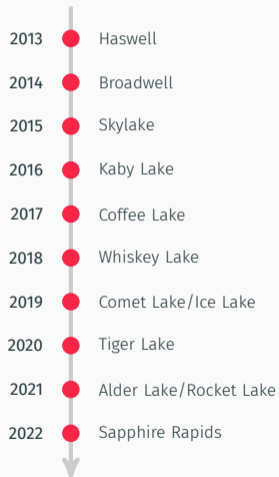 2013 Haswell
2014 Broadwell
2015 Skylake
2016 Kaby Lake
2017 Coffee Lake
2018 Whiskey Lake
2019 Comet Lake/Ice Lake
2020 Tiger Lake
2021 Alder Lake/Rocket Lake
2022 Sapphire Rapids